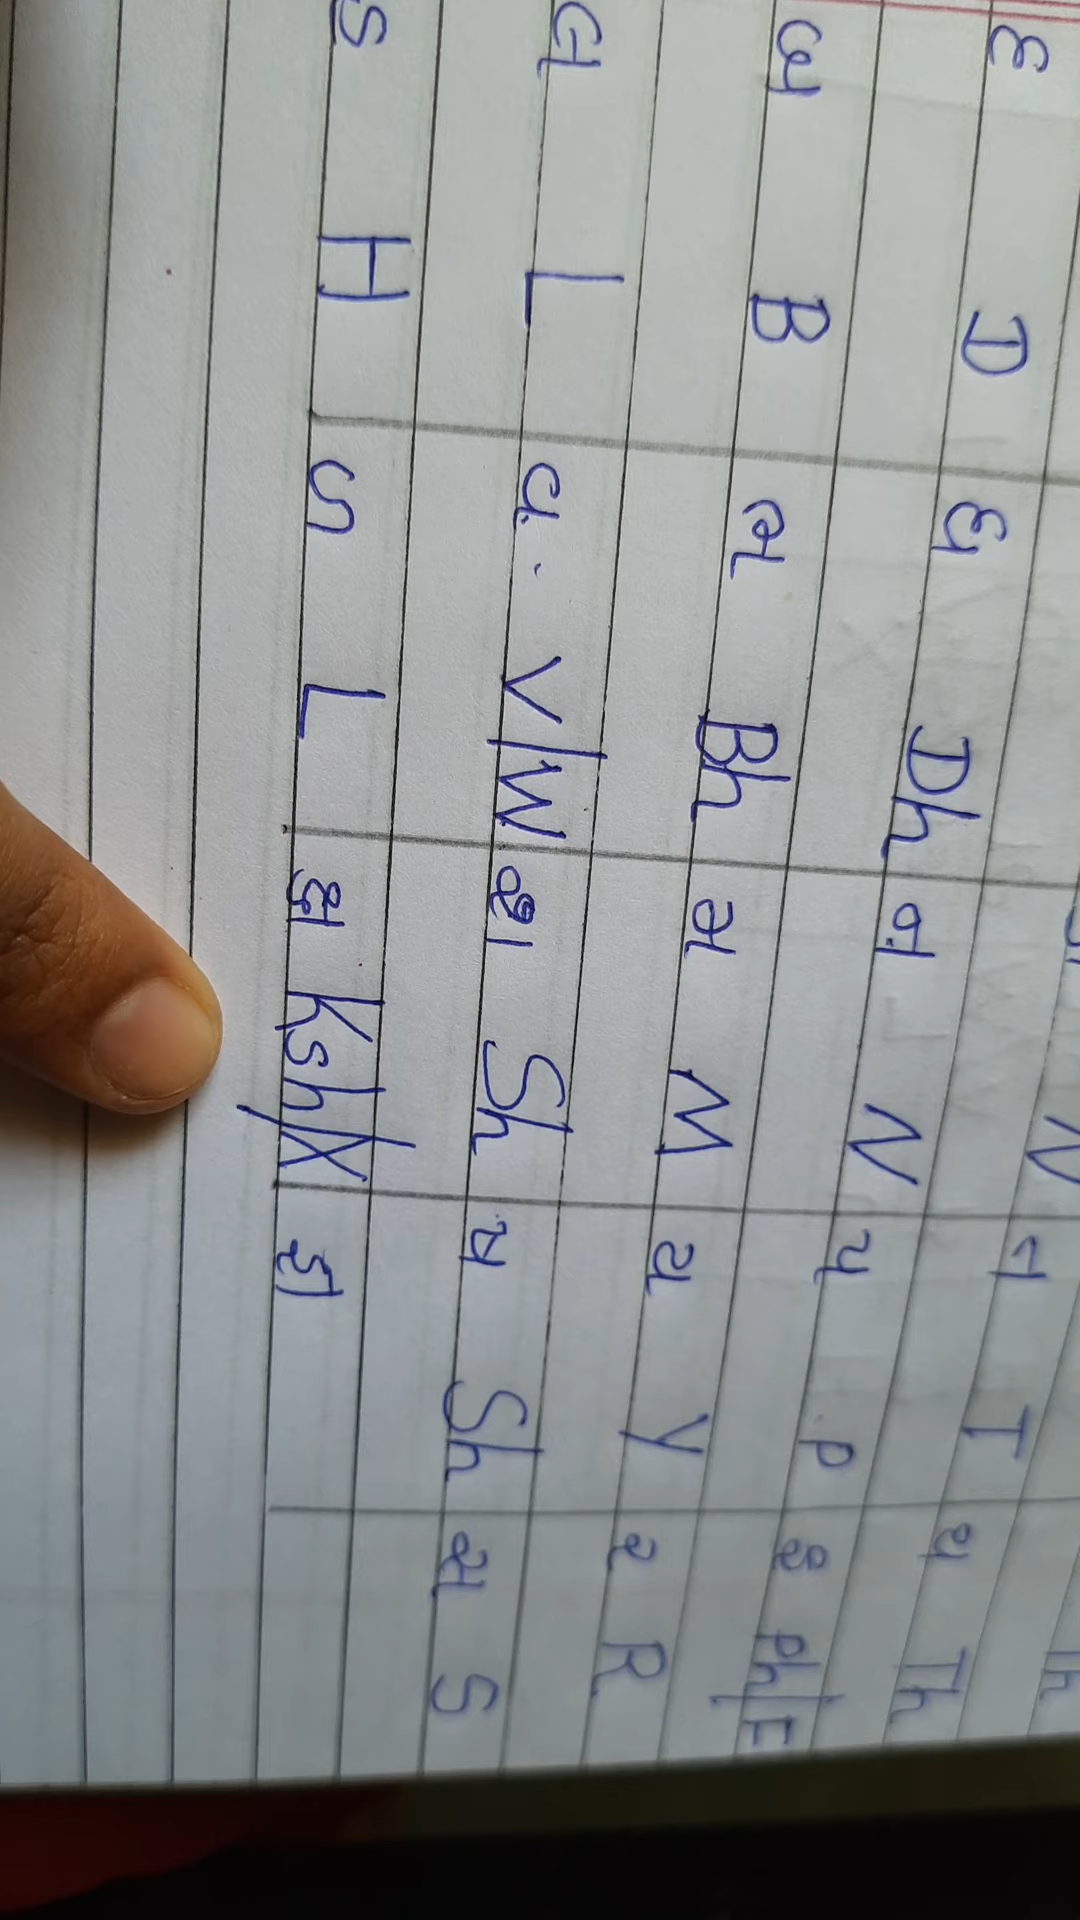 ણ N ત T થ Th
દ D ધ Dh ન N પ P ફ Ph/F
બ B ભ Bh મ M ય Y ર R
લ L વ V/W શ Sh ષ Sh સ S
હ H ળ L ક્ષ Ksh/X જ્ઞ